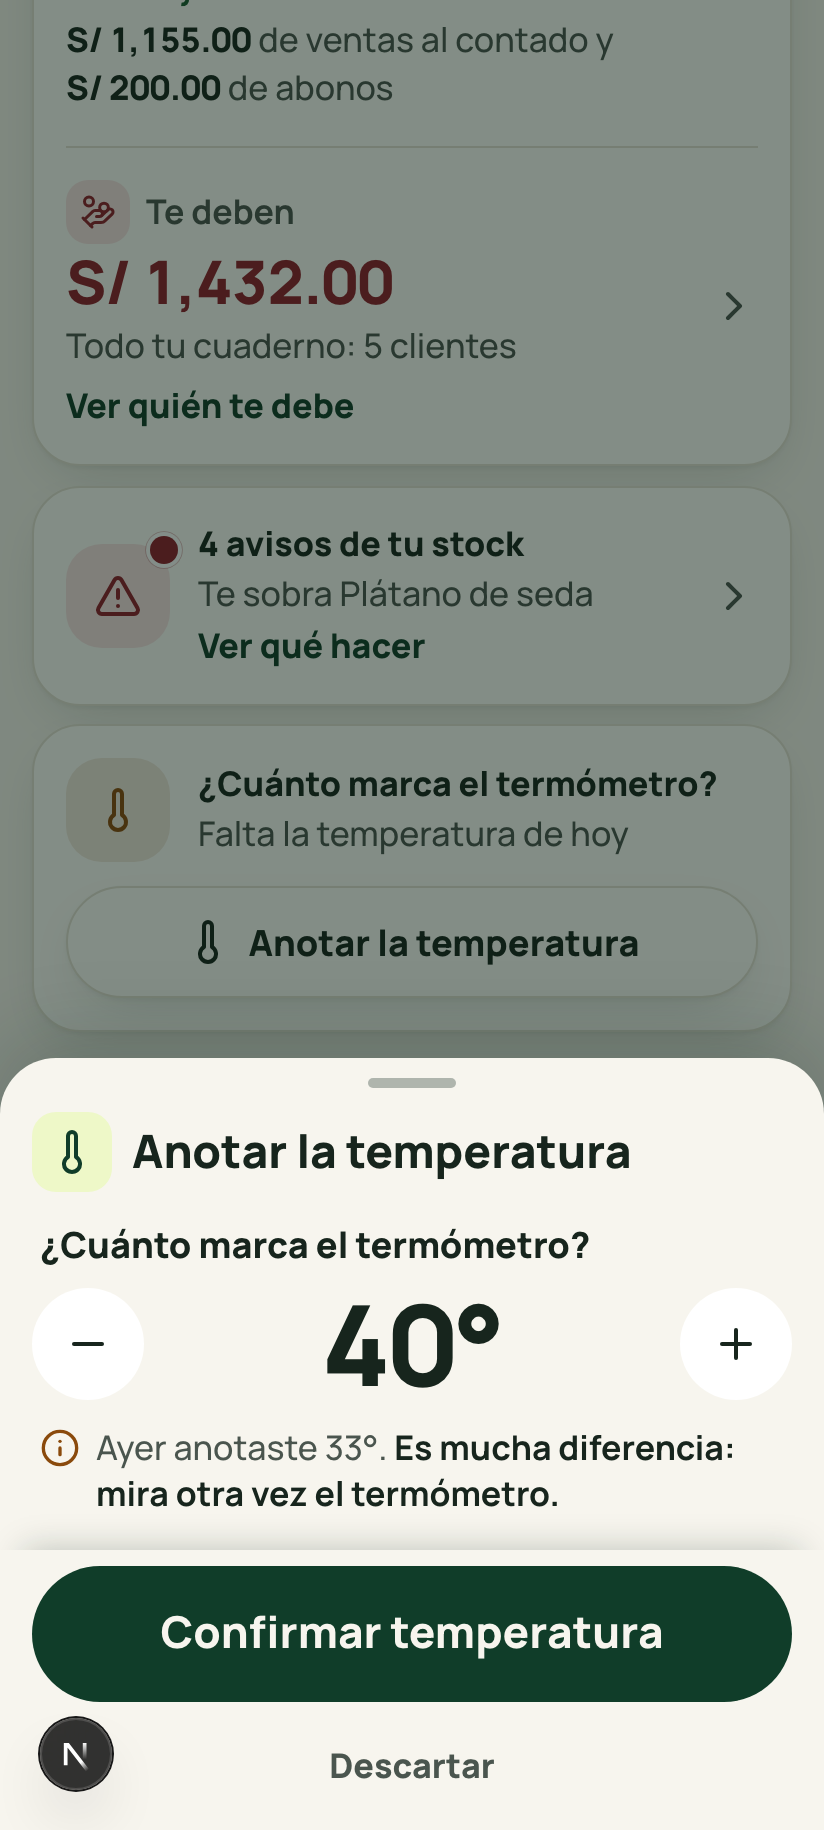 S/ 1,155.00 de ventas al contado y
S/ 200.00 de abonos
Te deben
S/ 1,432.00
Todo tu cuaderno: 5 clientes
Ver quién te debe
4 avisos de tu stock
Te sobra Plátano de seda
Ver qué hacer
¿Cuánto marca el termómetro?
Falta la temperatura de hoy
Anotar la temperatura
Anotar la temperatura
¿Cuánto marca el termómetro?
40°
Ayer anotaste 33°. Es mucha diferencia:
mira otra vez el termómetro.
Confirmar temperatura
N
Descartar